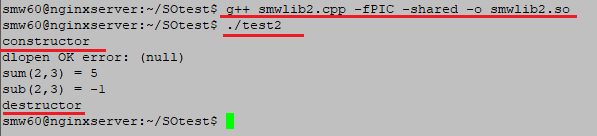 smw60@nginxserver:~/SOtest$ g++ smwlib2.cpp -fPIC -shared -o smwlib2.so
smw60@nginxserver:~/SOtest$ ./test2
constructor
dlopen OK error: (null)
sum(2,3) = 5
sub(2,3) = -1
destructor
smw60@nginxserver:~/SOtest$